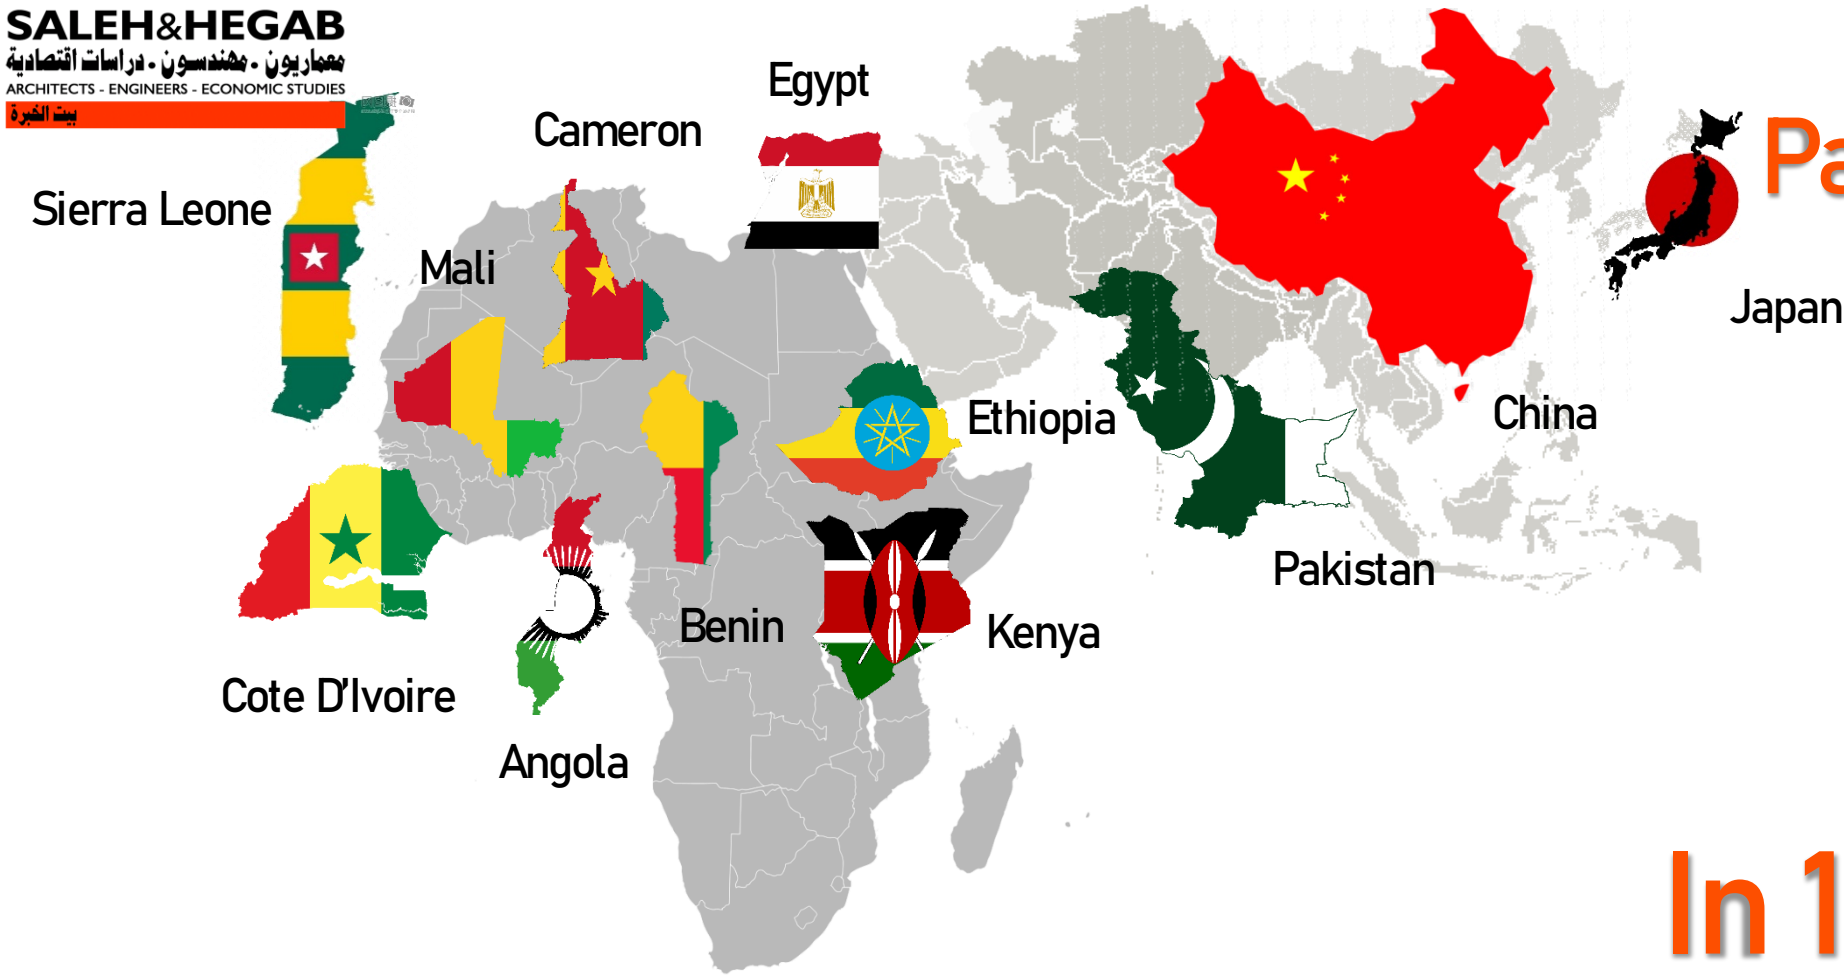 SALEH&HEGAB
معماريون - مهندسون - دراسات اقتصادية
ARCHITECTS - ENGINEERS - ECONOMIC STUDIES
بيت الخبرة
Egypt
Cameron
Pa
Sierra Leone
Mali
Japan
Ethiopia
China
Pakistan
Benin
Kenya
Cote D'Ivoire
Angola
In 1